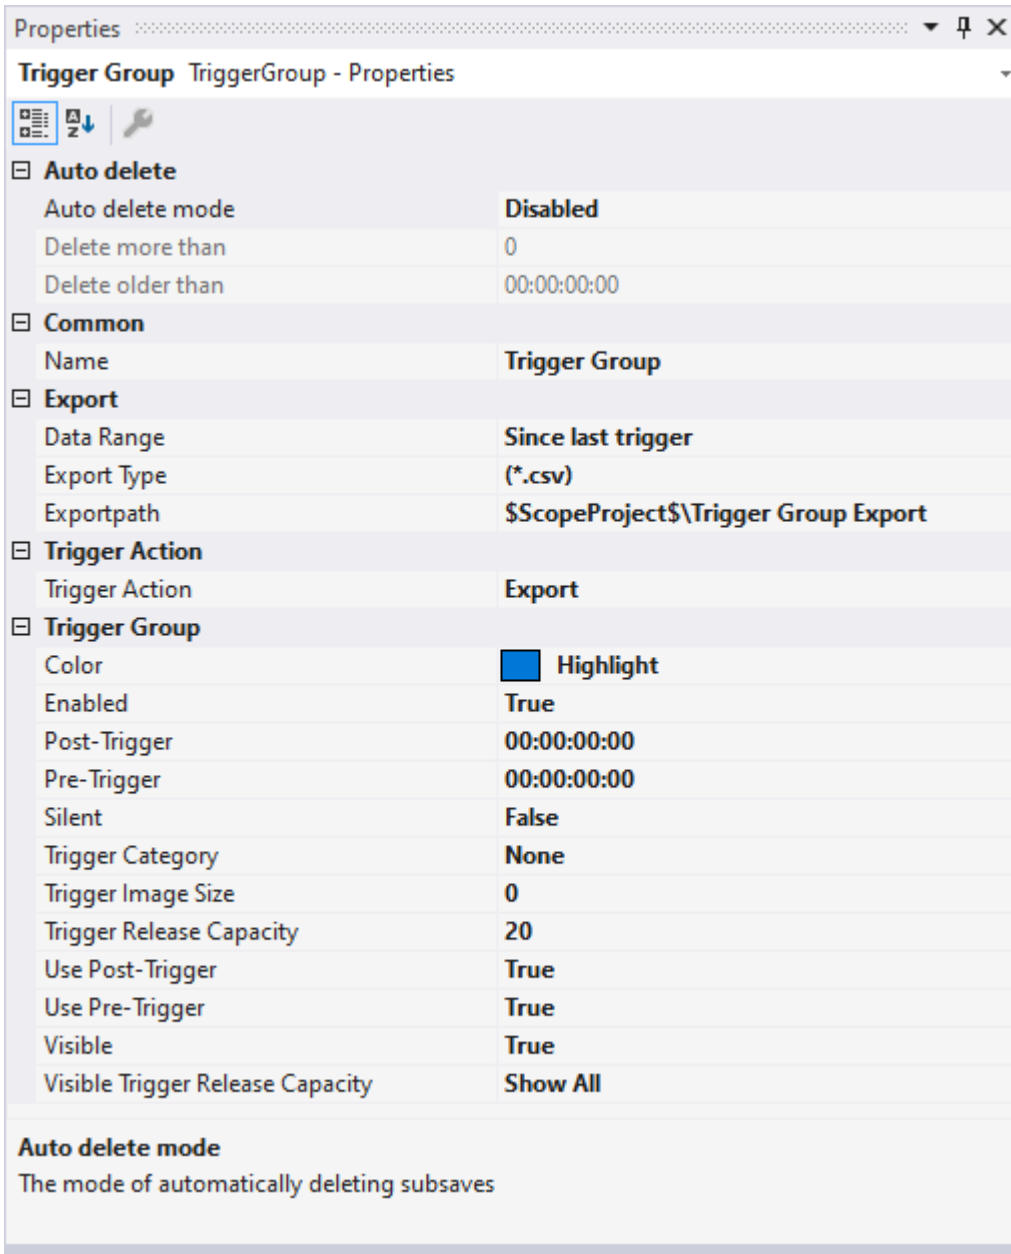 Properties
Trigger Group TriggerGroup - Properties
Auto delete
Auto delete mode Disabled
Delete more than 0
Delete older than 00:00:00:00
Common
Name Trigger Group
Export
Data Range Since last trigger
Export Type (*.csv)
Exportpath $ScopeProject$\Trigger Group Export
Trigger Action
Trigger Action Export
Trigger Group
Color Highlight
Enabled True
Post-Trigger 00:00:00:00
Pre-Trigger 00:00:00:00
Silent False
Trigger Category None
Trigger Image Size 0
Trigger Release Capacity 20
Use Post-Trigger True
Use Pre-Trigger True
Visible True
Visible Trigger Release Capacity Show All
Auto delete mode
The mode of automatically deleting subsaves